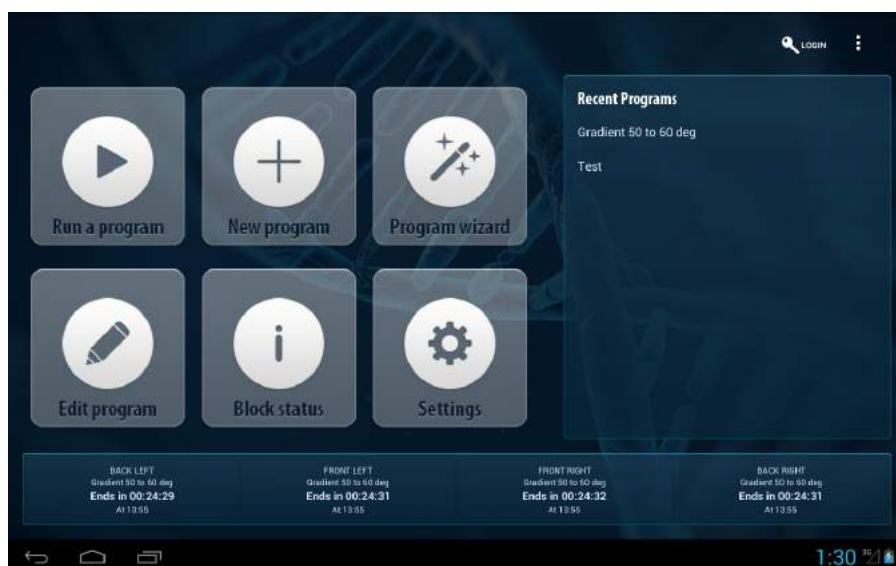 LOGIN
Recent Programs
Gradient 50 to 60 deg
Test
Run a program
New program
Program wizard
Edit program
Block status
Settings
BACK LEFT
Gradient 50 to 60 deg
Ends in 00:24:29
At 13:55
FRONT LEFT
Gradient 50 to 60 deg
Ends in 00:24:31
At 13:55
FRONT RIGHT
Gradient 50 to 60 deg
Ends in 00:24:32
At 13:55
BACK RIGHT
Gradient 50 to 60 deg
Ends in 00:24:31
At 13:55
1:30
3G